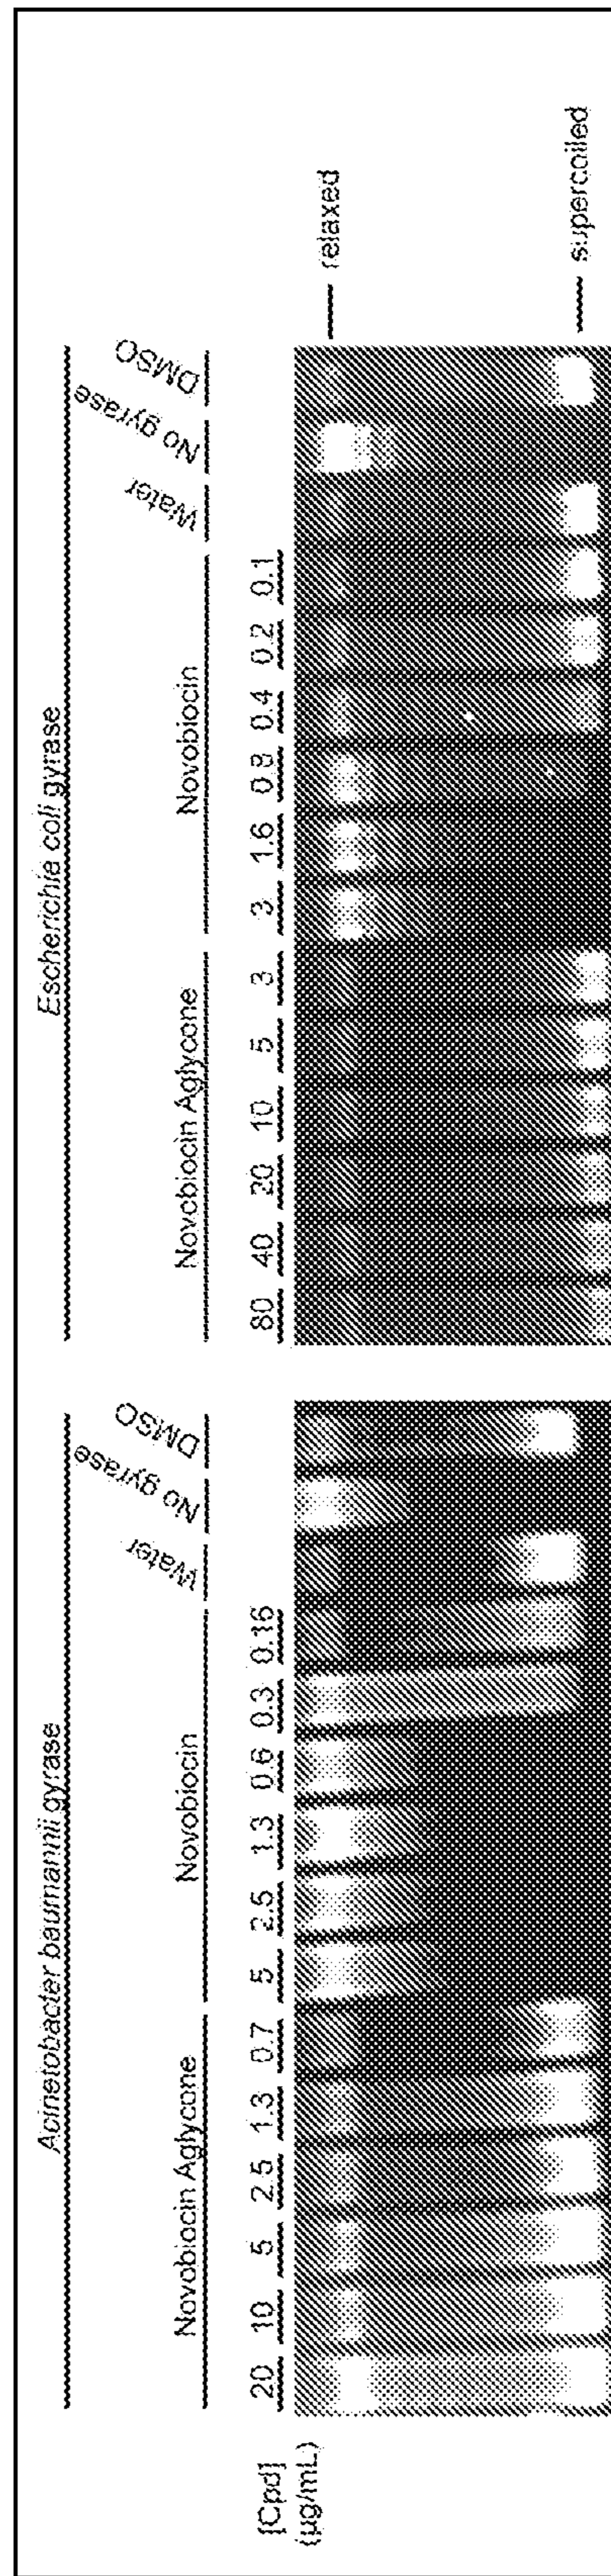 Acinetobacter baumannii gyrase
Escherichia coli gyrase
Novobiocin Aglycone
Novobiocin
Water
No gyrase
DMSO
Novobiocin Aglycone
Novobiocin
Water
No gyrase
DMSO
[Cpd]
(µg/mL)
20 10 5 2.5 1.3 0.7 5 2.5 1.3 0.6 0.3 0.16
80 40 20 10 5 3 3 1.6 0.8 0.4 0.2 0.1
relaxed
supercoiled